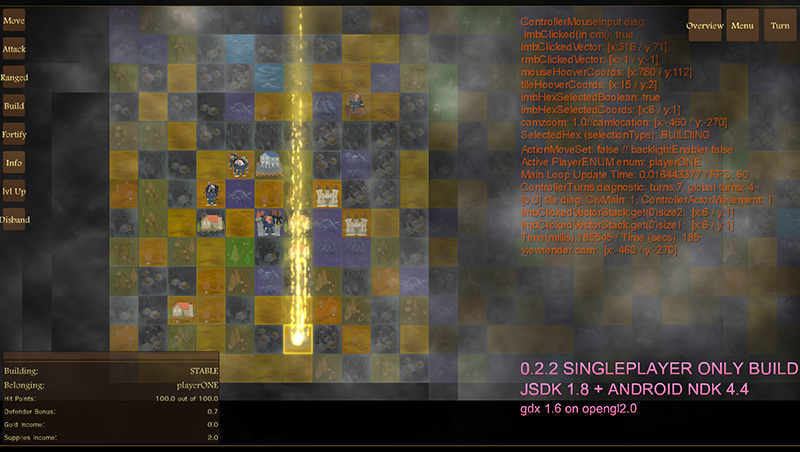 Move
Attack
Ranged
Build
Fortify
Info
lvl Up
Disband
ControllerMouseInput diag:
lmbClicked(in cmi): true
lmbClickedVector: [x:316 / y:71]
rmbClickedVector: [x:-1 / y:-1]
mouseHooverCoords: [x:780 / y:112]
tileHooverCoords: [x:15 / y:2]
lmbHexSelectedBoolean: true
lmbHexSelectedCoords: [x:6 / y:1]
camzoom: 1.0//camlocation: [x:-460 / y:-270]
SelectedHex (selectionType): BUILDING
ActionMoveSet: false // backlightEnabler false
Active PlayerENUM enum: playerONE
Main Loop Update Time: 0.016443377 / FPS: 60
ControllerTurns diagnostic: turns 7, global turns: 4
[0,0] tile diag: CivMain: 1, ControllerActorMovement: 1
lmbClickedVectorStack.get(0)size2: [x:6 / y:1]
lmbClickedVectorStack.get(0)size1: [x:6 / y:1]
Time(millis):185545 / Time (secs): 185
viewrender cam: [x:-460 / y:-270]
Overview
Menu
Turn
Building: STABLE
Belonging: playerONE
Hit Points: 100.0 out of 100.0
Defender Bonus: 0.7
Gold Income: 0.0
Supplies Income: 2.0
0.2.2 SINGLEPLAYER ONLY BUILD
JSDK 1.8 + ANDROID NDK 4.4
gdx 1.6 on opengl2.0